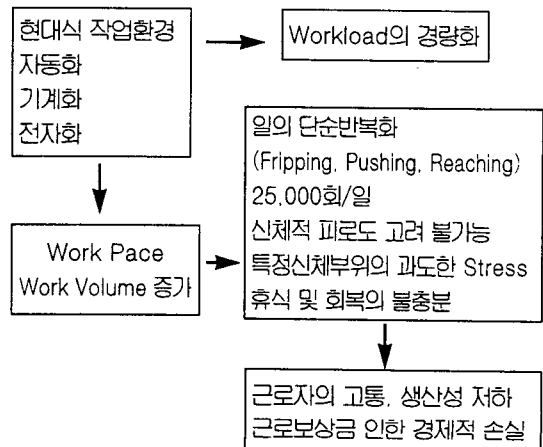 현대식 작업환경
자동화
기계화
전자화
Workload의 경량화
일의 단순반복화
(Fripping, Pushing, Reaching)
25,000회/일
신체적 피로도 고려 불가능
특정신체부위의 과도한 Stress
휴식 및 회복의 불충분
Work Pace
Work Volume 증가
근로자의 고통, 생산성 저하
근로보상금 인한 경제적 손실